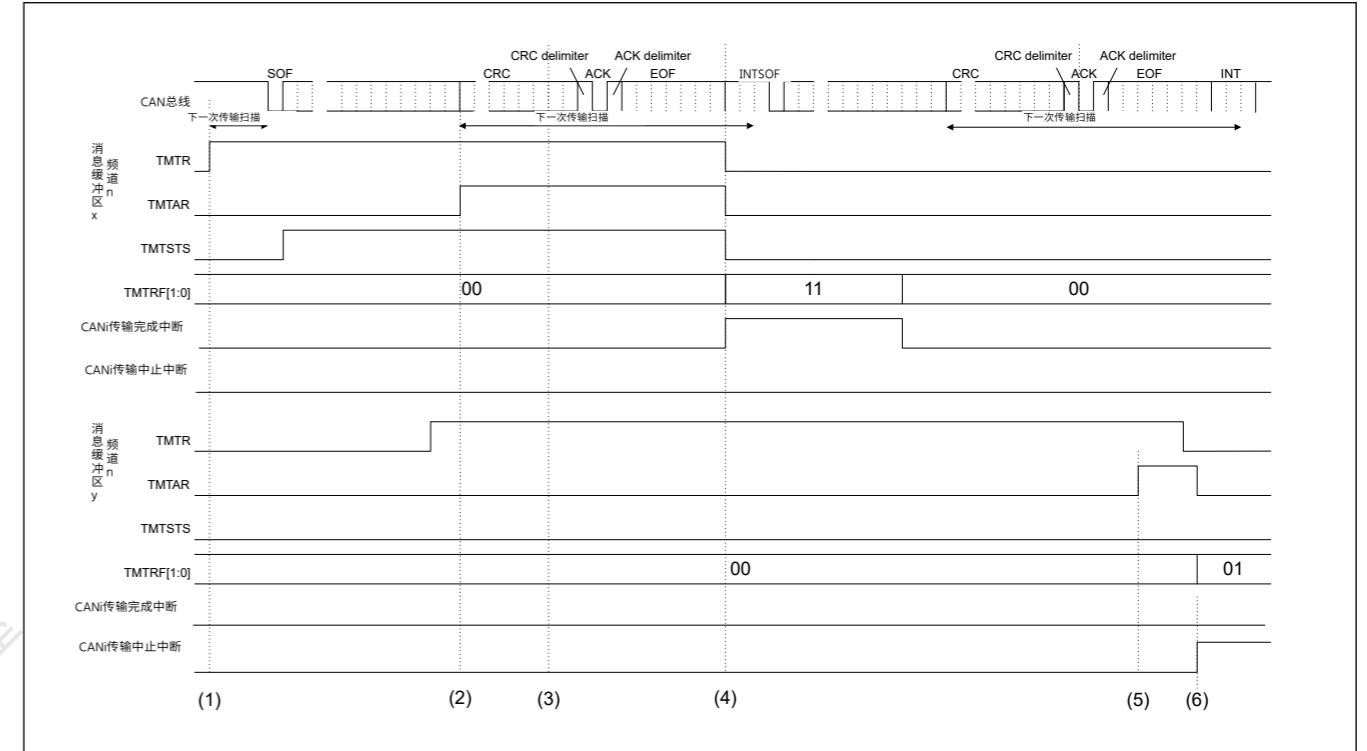 CRC delimiter ACK delimiter CRC delimiter ACK delimiter
SOF CRC ACK EOF INTSOF CRC ACK EOF INT
CAN总线
下一次传输扫描 下一次传输扫描 下一次传输扫描
消息缓冲区x
频道n
TMTR
TMTAR
TMTSTS
TMTRF[1:0] 00 11 00
CANi传输完成中断
CANi传输中止中断
消息缓冲区y
频道n
TMTR
TMTAR
TMTSTS
TMTRF[1:0] 00 01
CANi传输完成中断
CANi传输中止中断
(1) (2) (3) (4) (5) (6)